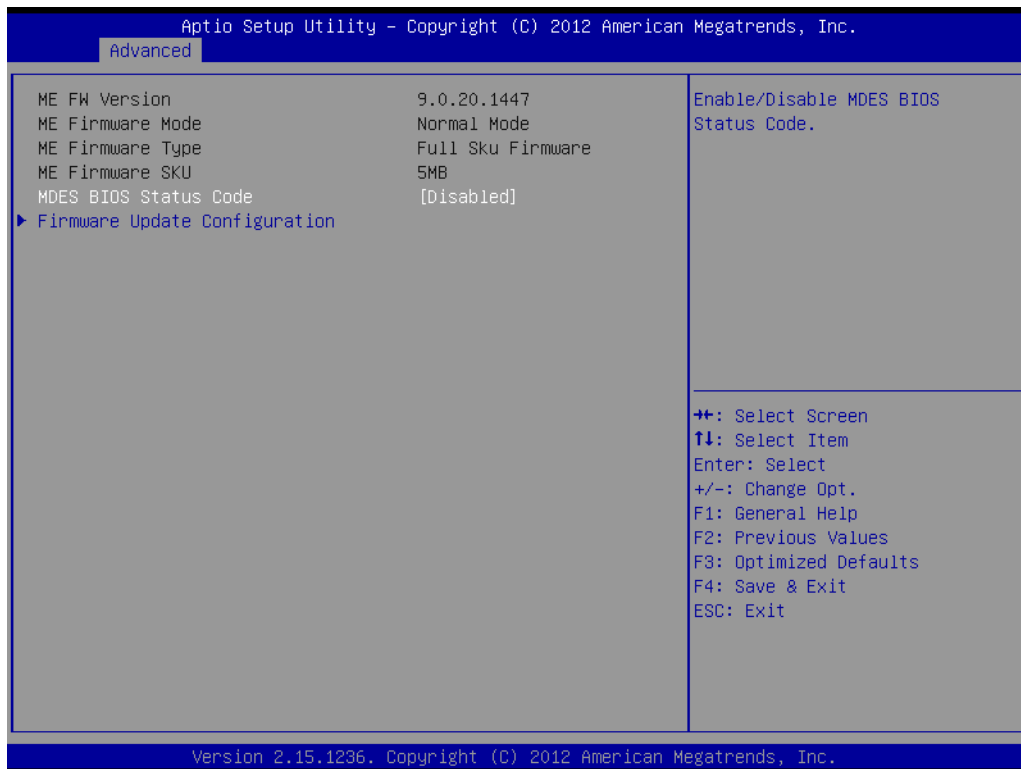 Aptio Setup Utility – Copyright (C) 2012 American Megatrends, Inc.
Advanced
ME FW Version 9.0.20.1447
ME Firmware Mode Normal Mode
ME Firmware Type Full Sku Firmware
ME Firmware SKU 5MB
MDES BIOS Status Code [Disabled]
▶ Firmware Update Configuration
Enable/Disable MDES BIOS
Status Code.
→←: Select Screen
↑↓: Select Item
Enter: Select
+/-: Change Opt.
F1: General Help
F2: Previous Values
F3: Optimized Defaults
F4: Save & Exit
ESC: Exit
Version 2.15.1236. Copyright (C) 2012 American Megatrends, Inc.